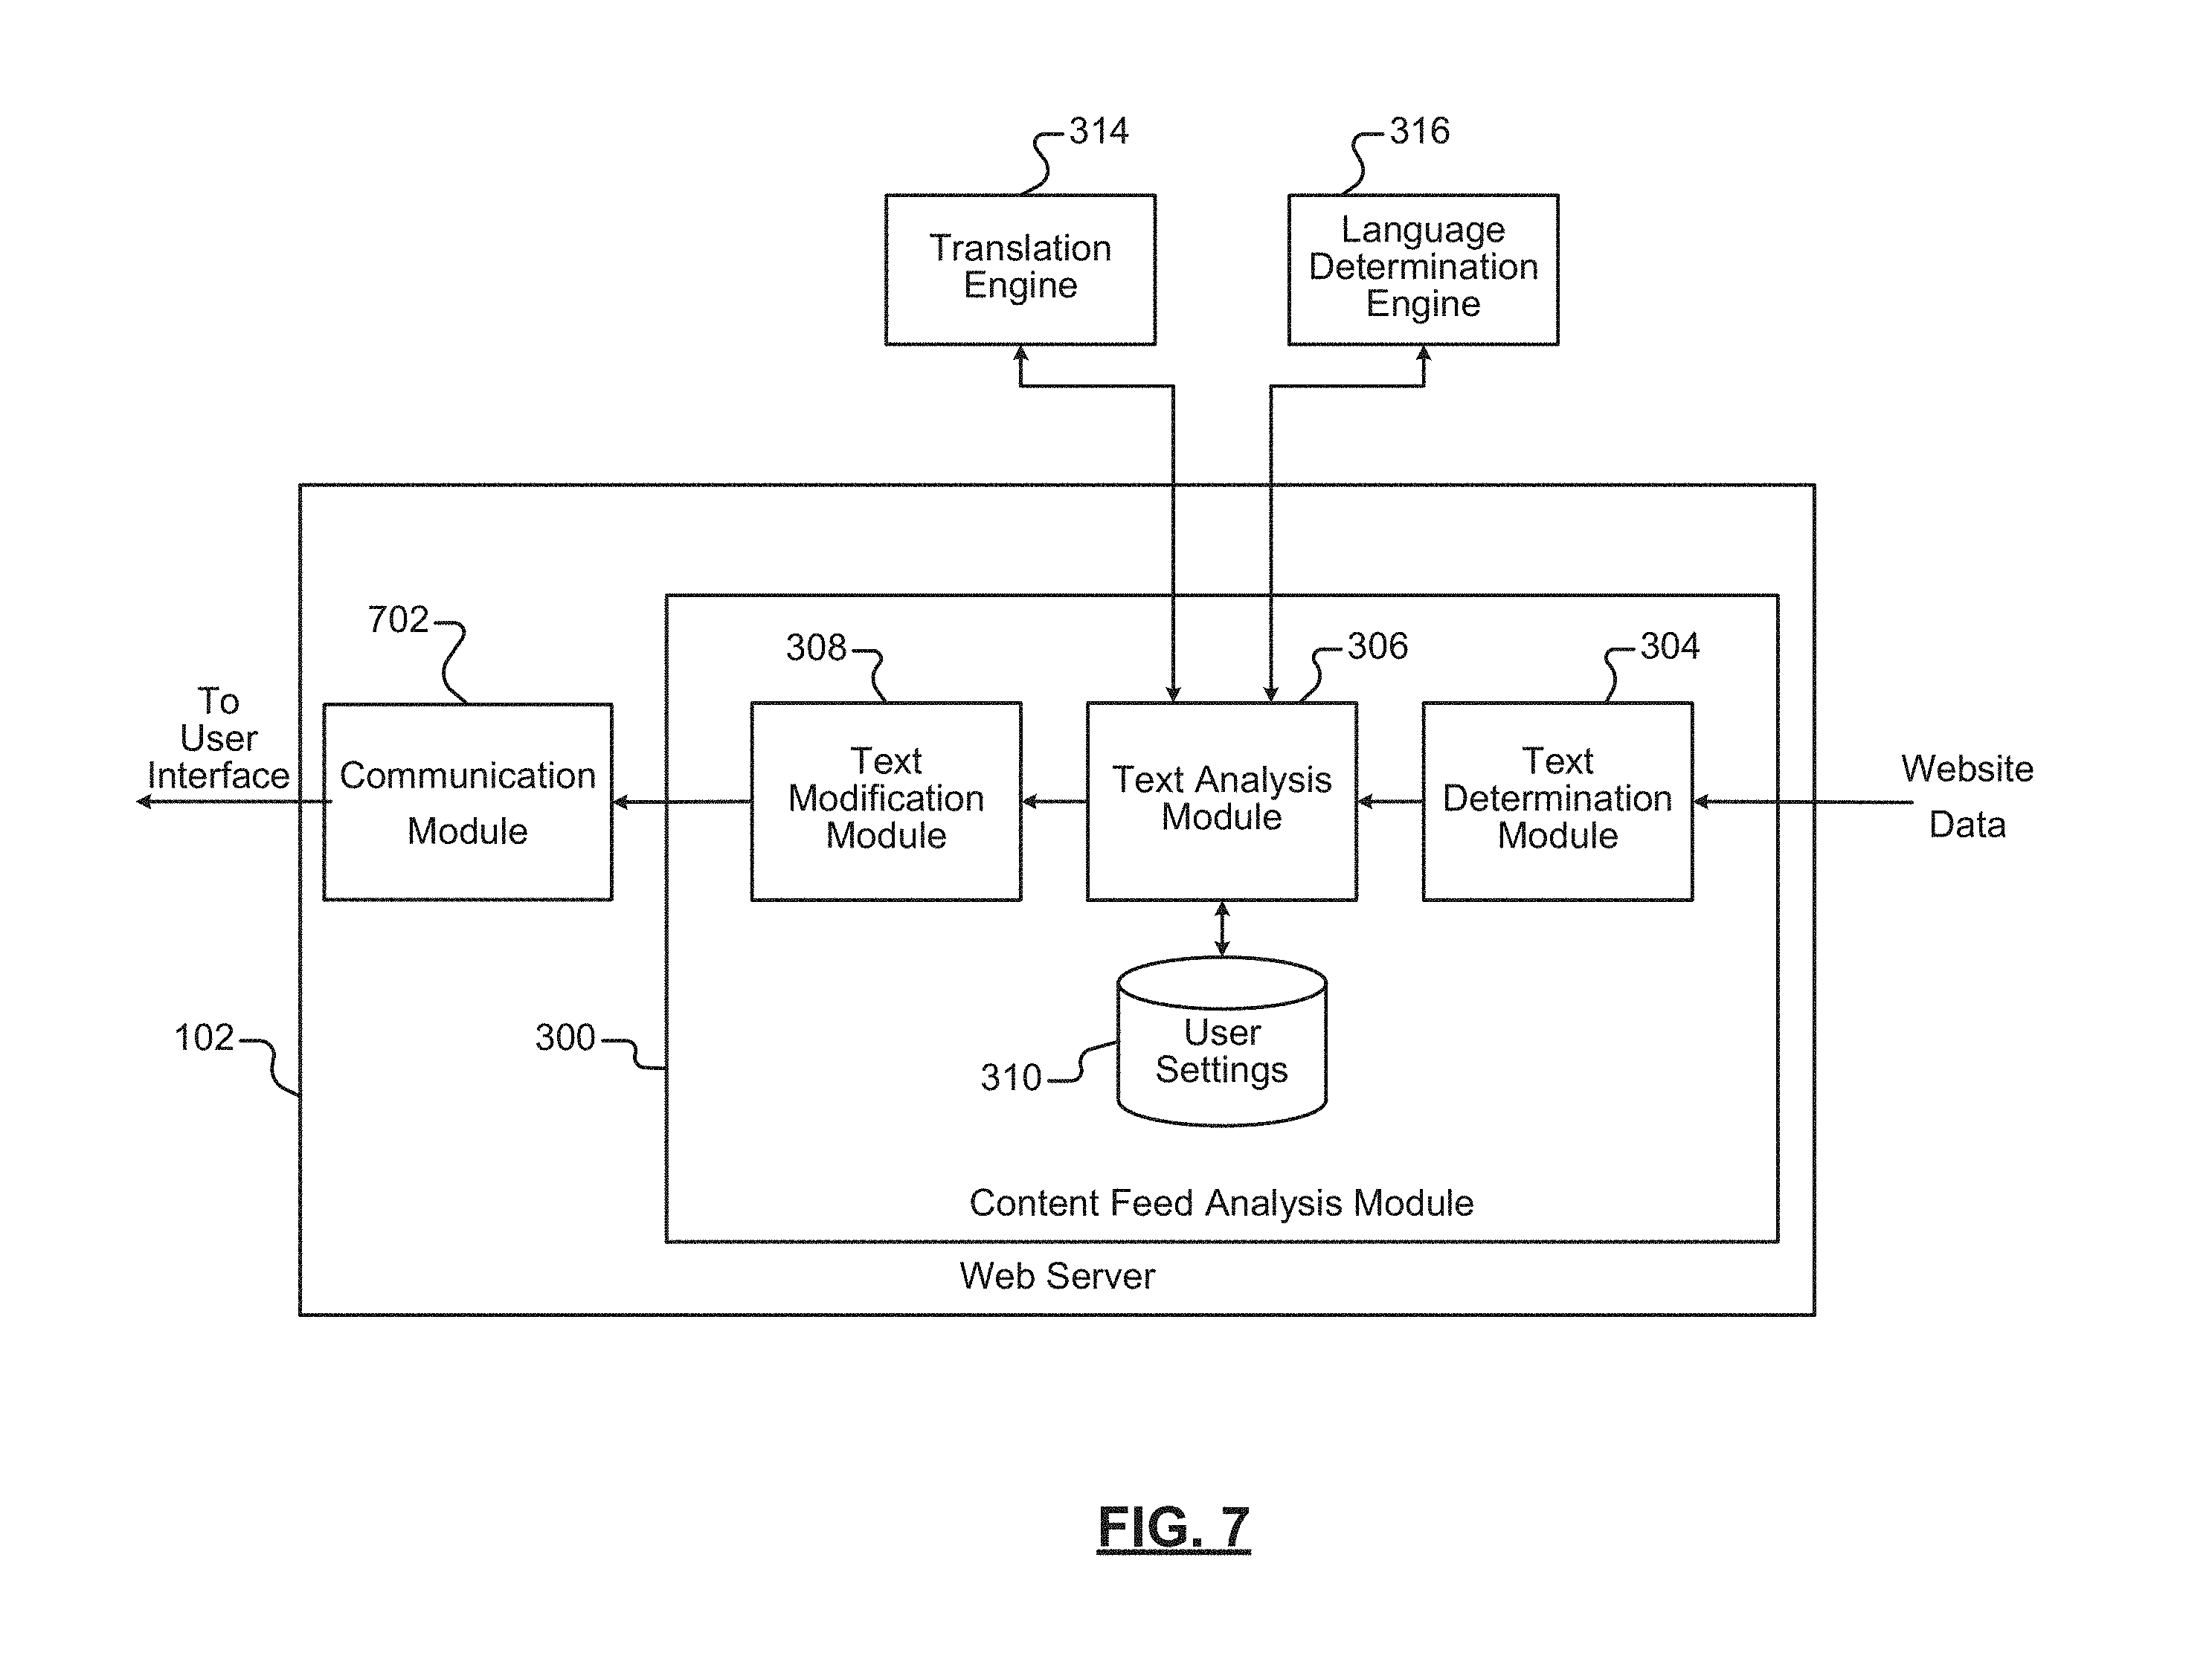 314
316
Translation
Engine
Language
Determination
Engine
702
308
306
304
To
User
Interface
Communication
Module
Text
Modification
Module
Text Analysis
Module
Text
Determination
Module
Website
Data
102
300
310
User
Settings
Content Feed Analysis Module
Web Server
FIG. 7